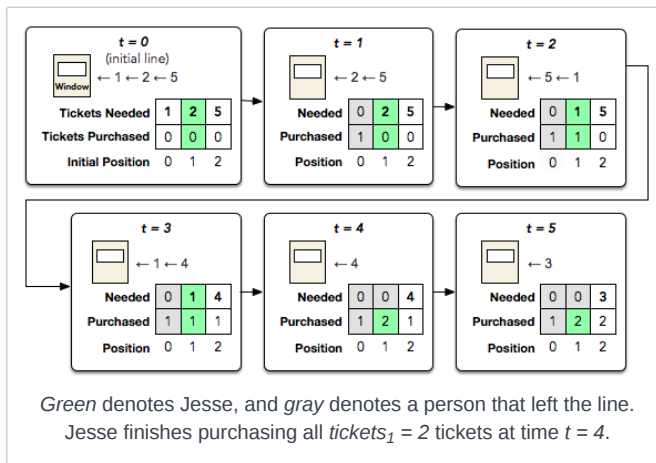 t = 0
(initial line)
Window
←1←2←5
Tickets Needed 1 2 5
Tickets Purchased 0 0 0
Initial Position 0 1 2
t = 1
←2←5
Needed 0 2 5
Purchased 1 0 0
Position 0 1 2
t = 2
←5←1
Needed 0 1 5
Purchased 1 1 0
Position 0 1 2
t = 3
←1←4
Needed 0 1 4
Purchased 1 1 1
Position 0 1 2
t = 4
←4
Needed 0 0 4
Purchased 1 2 1
Position 0 1 2
t = 5
←3
Needed 0 0 3
Purchased 1 2 2
Position 0 1 2
Green denotes Jesse, and gray denotes a person that left the line.
Jesse finishes purchasing all tickets₁ = 2 tickets at time t = 4.